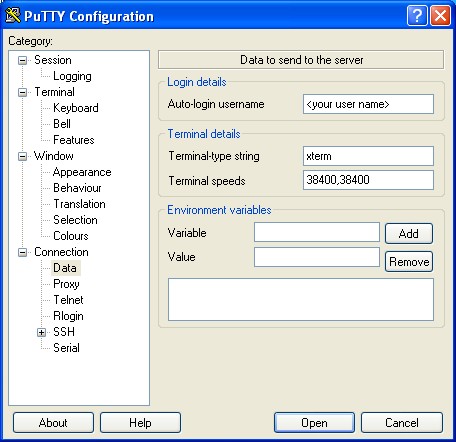 PuTTY Configuration
Category:
Session
Logging
Terminal
Keyboard
Bell
Features
Window
Appearance
Behaviour
Translation
Selection
Colours
Connection
Data
Proxy
Telnet
Rlogin
SSH
Serial
Data to send to the server
Login details
Auto-login username <your user name>
Terminal details
Terminal-type string xterm
Terminal speeds 38400,38400
Environment variables
Variable Add
Value Remove
About Help Open Cancel